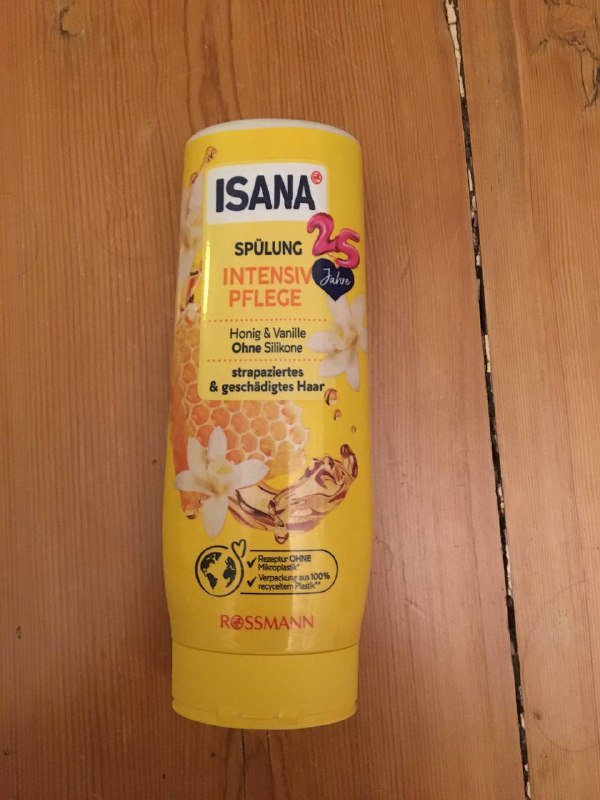 ISANA
SPÜLUNG
25
Jahre
INTENSIV
PFLEGE
Honig & Vanille
Ohne Silikone
strapaziertes
& geschädigtes Haar
Rezeptur OHNE
Mikroplastik*
Verpackung aus 100%
recyceltem Plastik**
ROSSMANN